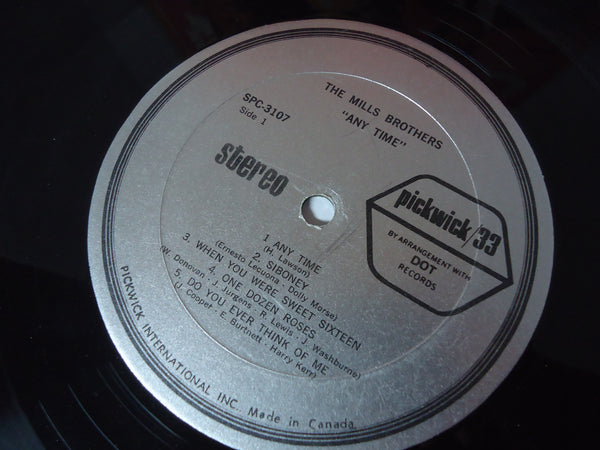 THE MILLS BROTHERS
"ANY TIME"
SPC-3107
Side 1
stereo
pickwick/33
BY ARRANGEMENT WITH
DOT
RECORDS
1 ANY TIME
(H. Lawson)
2. SIBONEY
(Ernesto Lecuona - Dolly Morse)
3. WHEN YOU WERE SWEET SIXTEEN
4. ONE DOZEN ROSES
(W. Donovan - J. Jurgens - R. Lewis - J. Washburne)
5. DO YOU EVER THINK OF ME
(J. Cooper - E. Burtnett - Harry Kerr)
PICKWICK INTERNATIONAL INC. Made in Canada